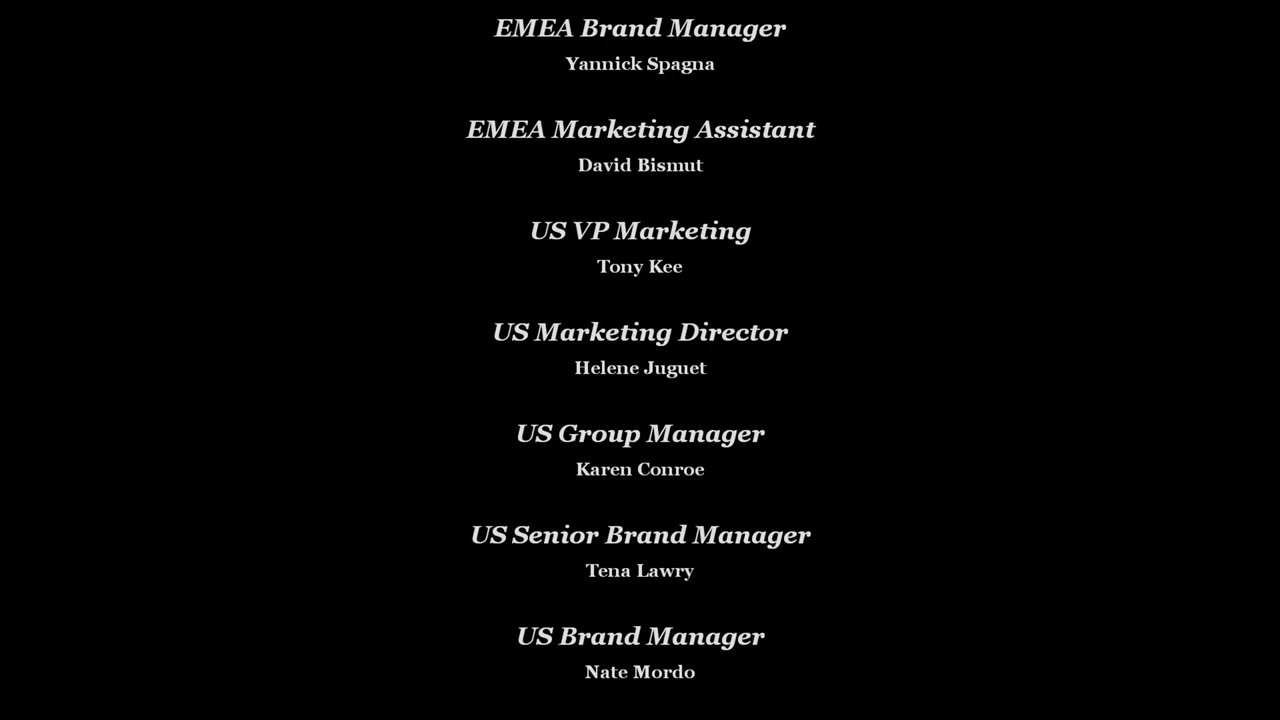 EMEA Brand Manager
Yannick Spagna
EMEA Marketing Assistant
David Bismut
US VP Marketing
Tony Kee
US Marketing Director
Helene Juguet
US Group Manager
Karen Conroe
US Senior Brand Manager
Tena Lawry
US Brand Manager
Nate Mordo